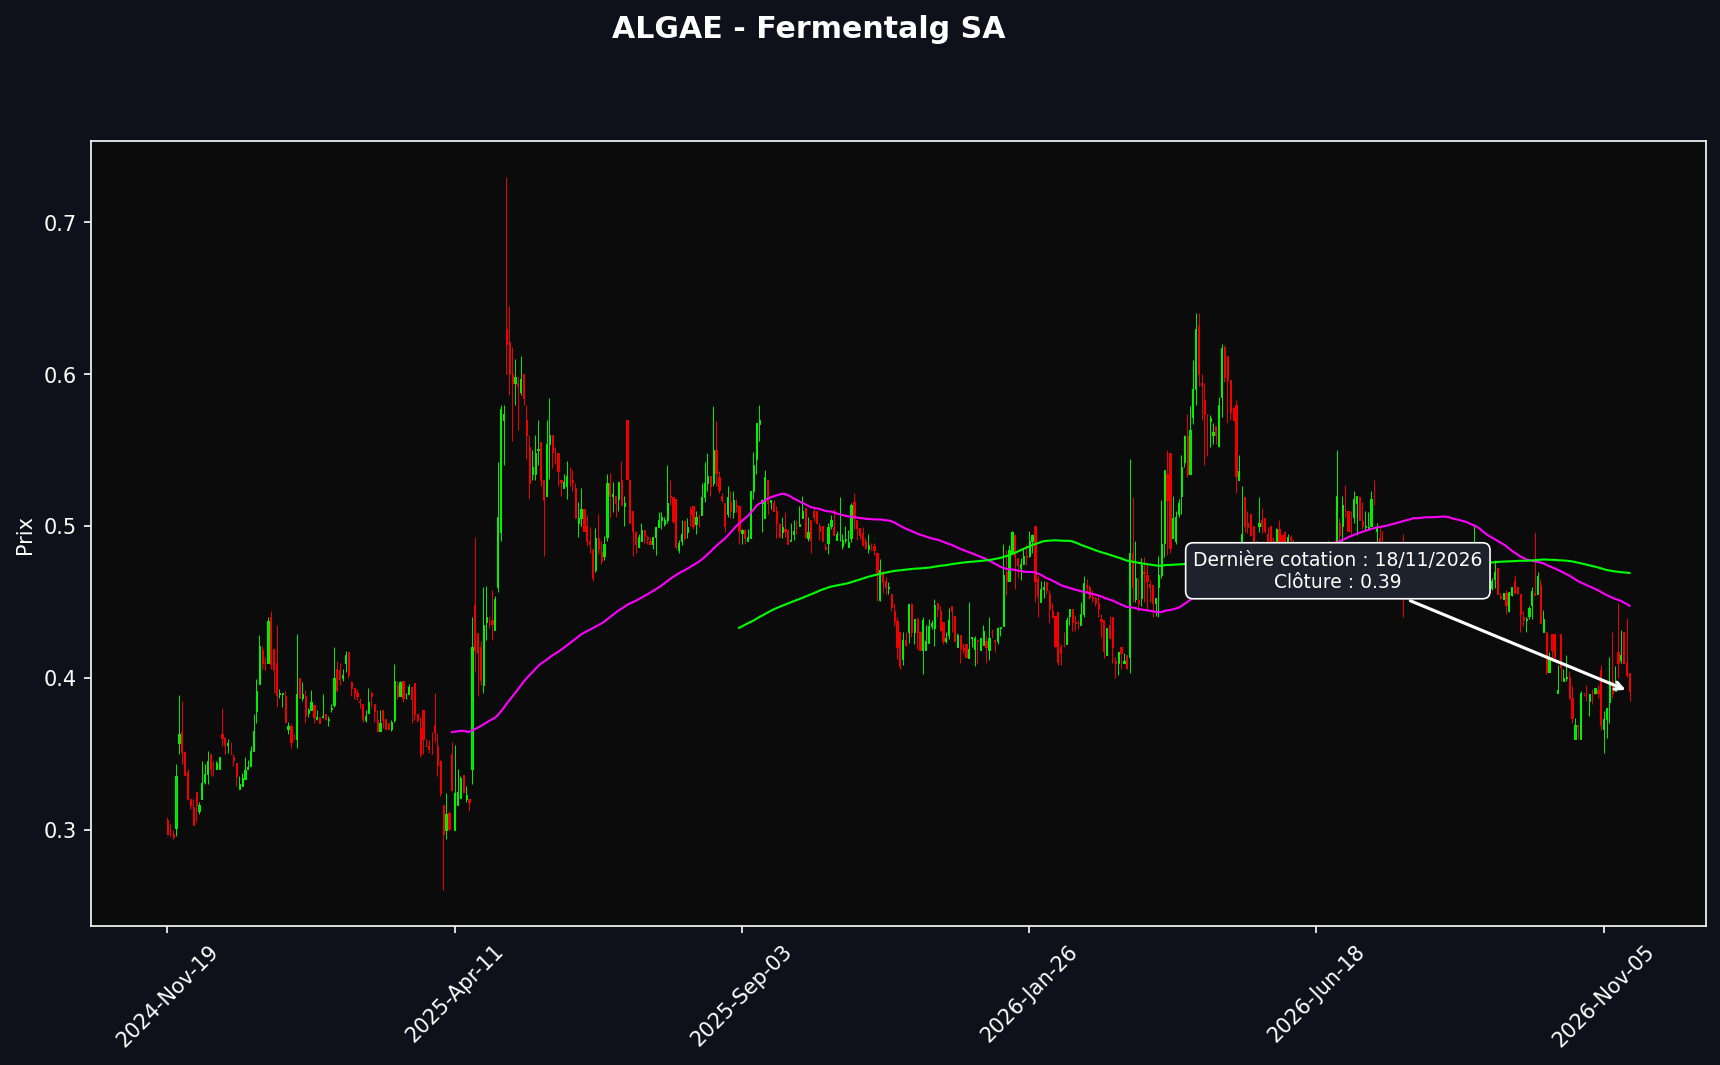 ALGAE - Fermentalg SA
Prix
0.7
0.6
0.5
0.4
0.3
Dernière cotation : 18/11/2026
Clôture : 0.39
2024-Nov-19
2025-Apr-11
2025-Sep-03
2026-Jan-26
2026-Jun-18
2026-Nov-05